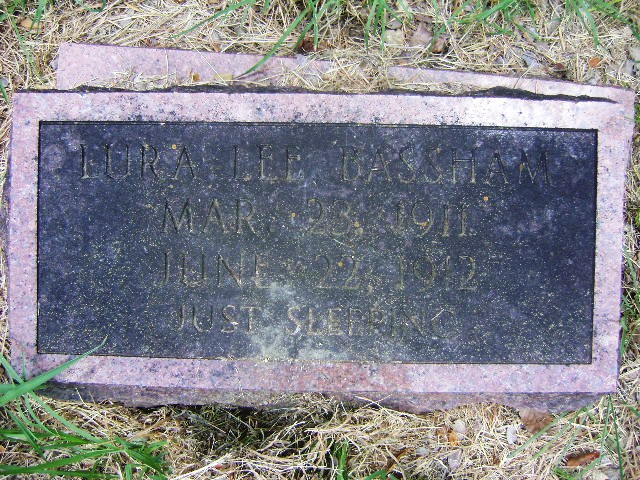 LURA LEE BASSHAM
MAR. 23, 1911
JUNE 22, 1912
JUST SLEEPING